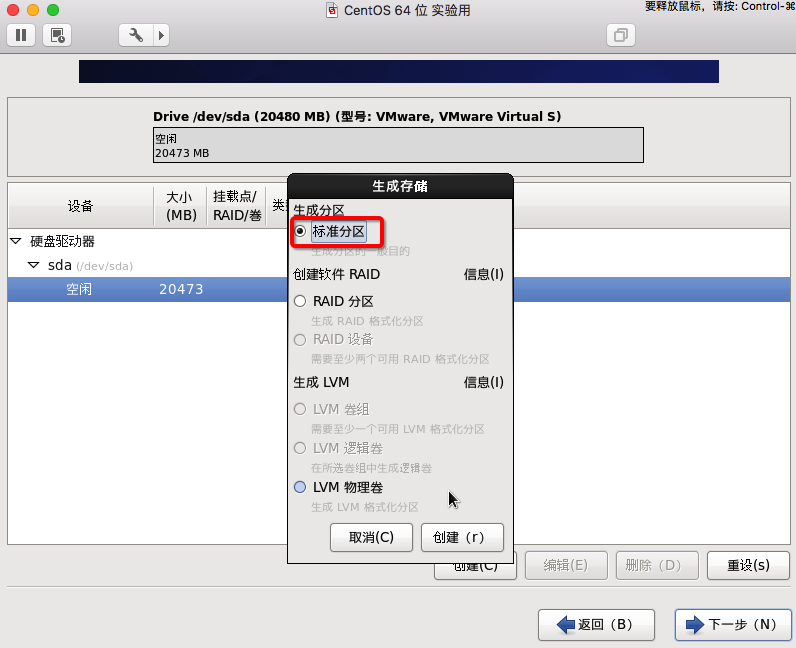 要释放鼠标，请按: Control-⌘
CentOS 64 位 实验用
Drive /dev/sda (20480 MB) (型号: VMware, VMware Virtual S)
空闲
20473 MB
设备
大小
(MB)
挂载点/
RAID/卷
硬盘驱动器
sda (/dev/sda)
空闲 20473
生成存储
生成分区
标准分区
生成分区的一般目的
创建软件 RAID 信息(I)
RAID 分区
生成 RAID 格式化分区
RAID 设备
需要至少两个可用 RAID 格式化分区
生成 LVM 信息(I)
LVM 卷组
需要至少一个可用 LVM 格式化分区
LVM 逻辑卷
在所选卷组中生成逻辑卷
LVM 物理卷
生成 LVM 格式化分区
取消(C) 创建（r）
创建(C) 编辑(E) 删除（D） 重设(s)
返回（B） 下一步（N）